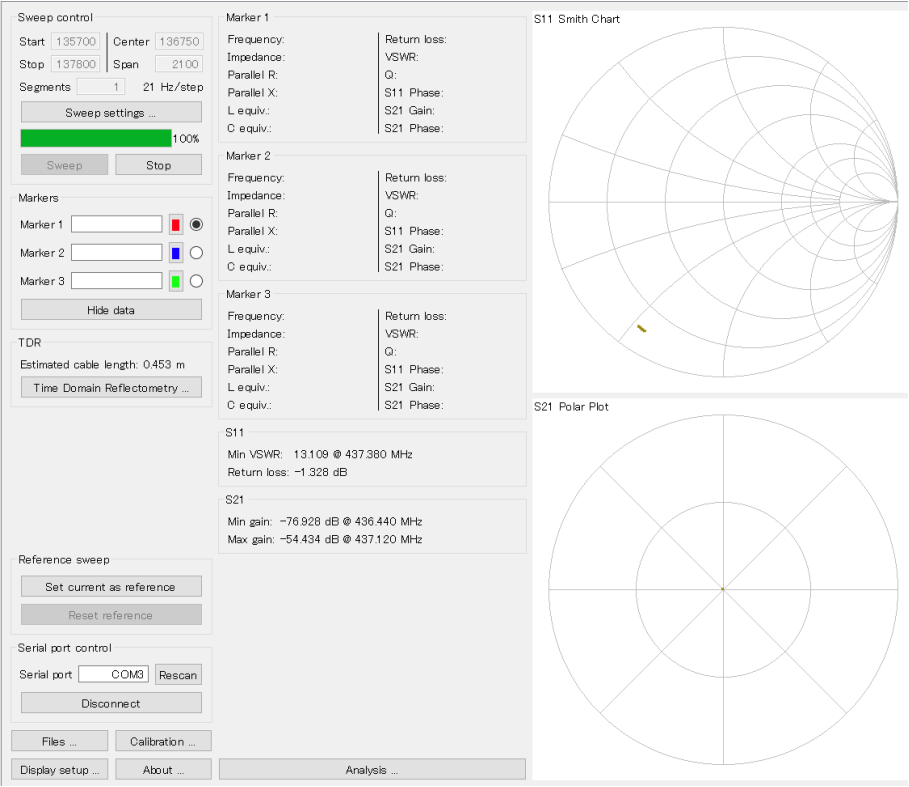 Sweep control
Start 135700 Center 136750
Stop 137800 Span 2100
Segments 1 21 Hz/step
Sweep settings ...
100%
Sweep Stop
Markers
Marker 1
Marker 2
Marker 3
Hide data
TDR
Estimated cable length: 0.453 m
Time Domain Reflectometry ...
Reference sweep
Set current as reference
Reset reference
Serial port control
Serial port COM3 Rescan
Disconnect
Files ... Calibration ...
Display setup ... About ...
Marker 1
Frequency: Return loss:
Impedance: VSWR:
Parallel R: Q:
Parallel X: S11 Phase:
L equiv.: S21 Gain:
C equiv.: S21 Phase:
Marker 2
Frequency: Return loss:
Impedance: VSWR:
Parallel R: Q:
Parallel X: S11 Phase:
L equiv.: S21 Gain:
C equiv.: S21 Phase:
Marker 3
Frequency: Return loss:
Impedance: VSWR:
Parallel R: Q:
Parallel X: S11 Phase:
L equiv.: S21 Gain:
C equiv.: S21 Phase:
S11
Min VSWR: 13.109 @ 437.380 MHz
Return loss: -1.328 dB
S21
Min gain: -76.928 dB @ 436.440 MHz
Max gain: -54.434 dB @ 437.120 MHz
Analysis ...
S11 Smith Chart
S21 Polar Plot